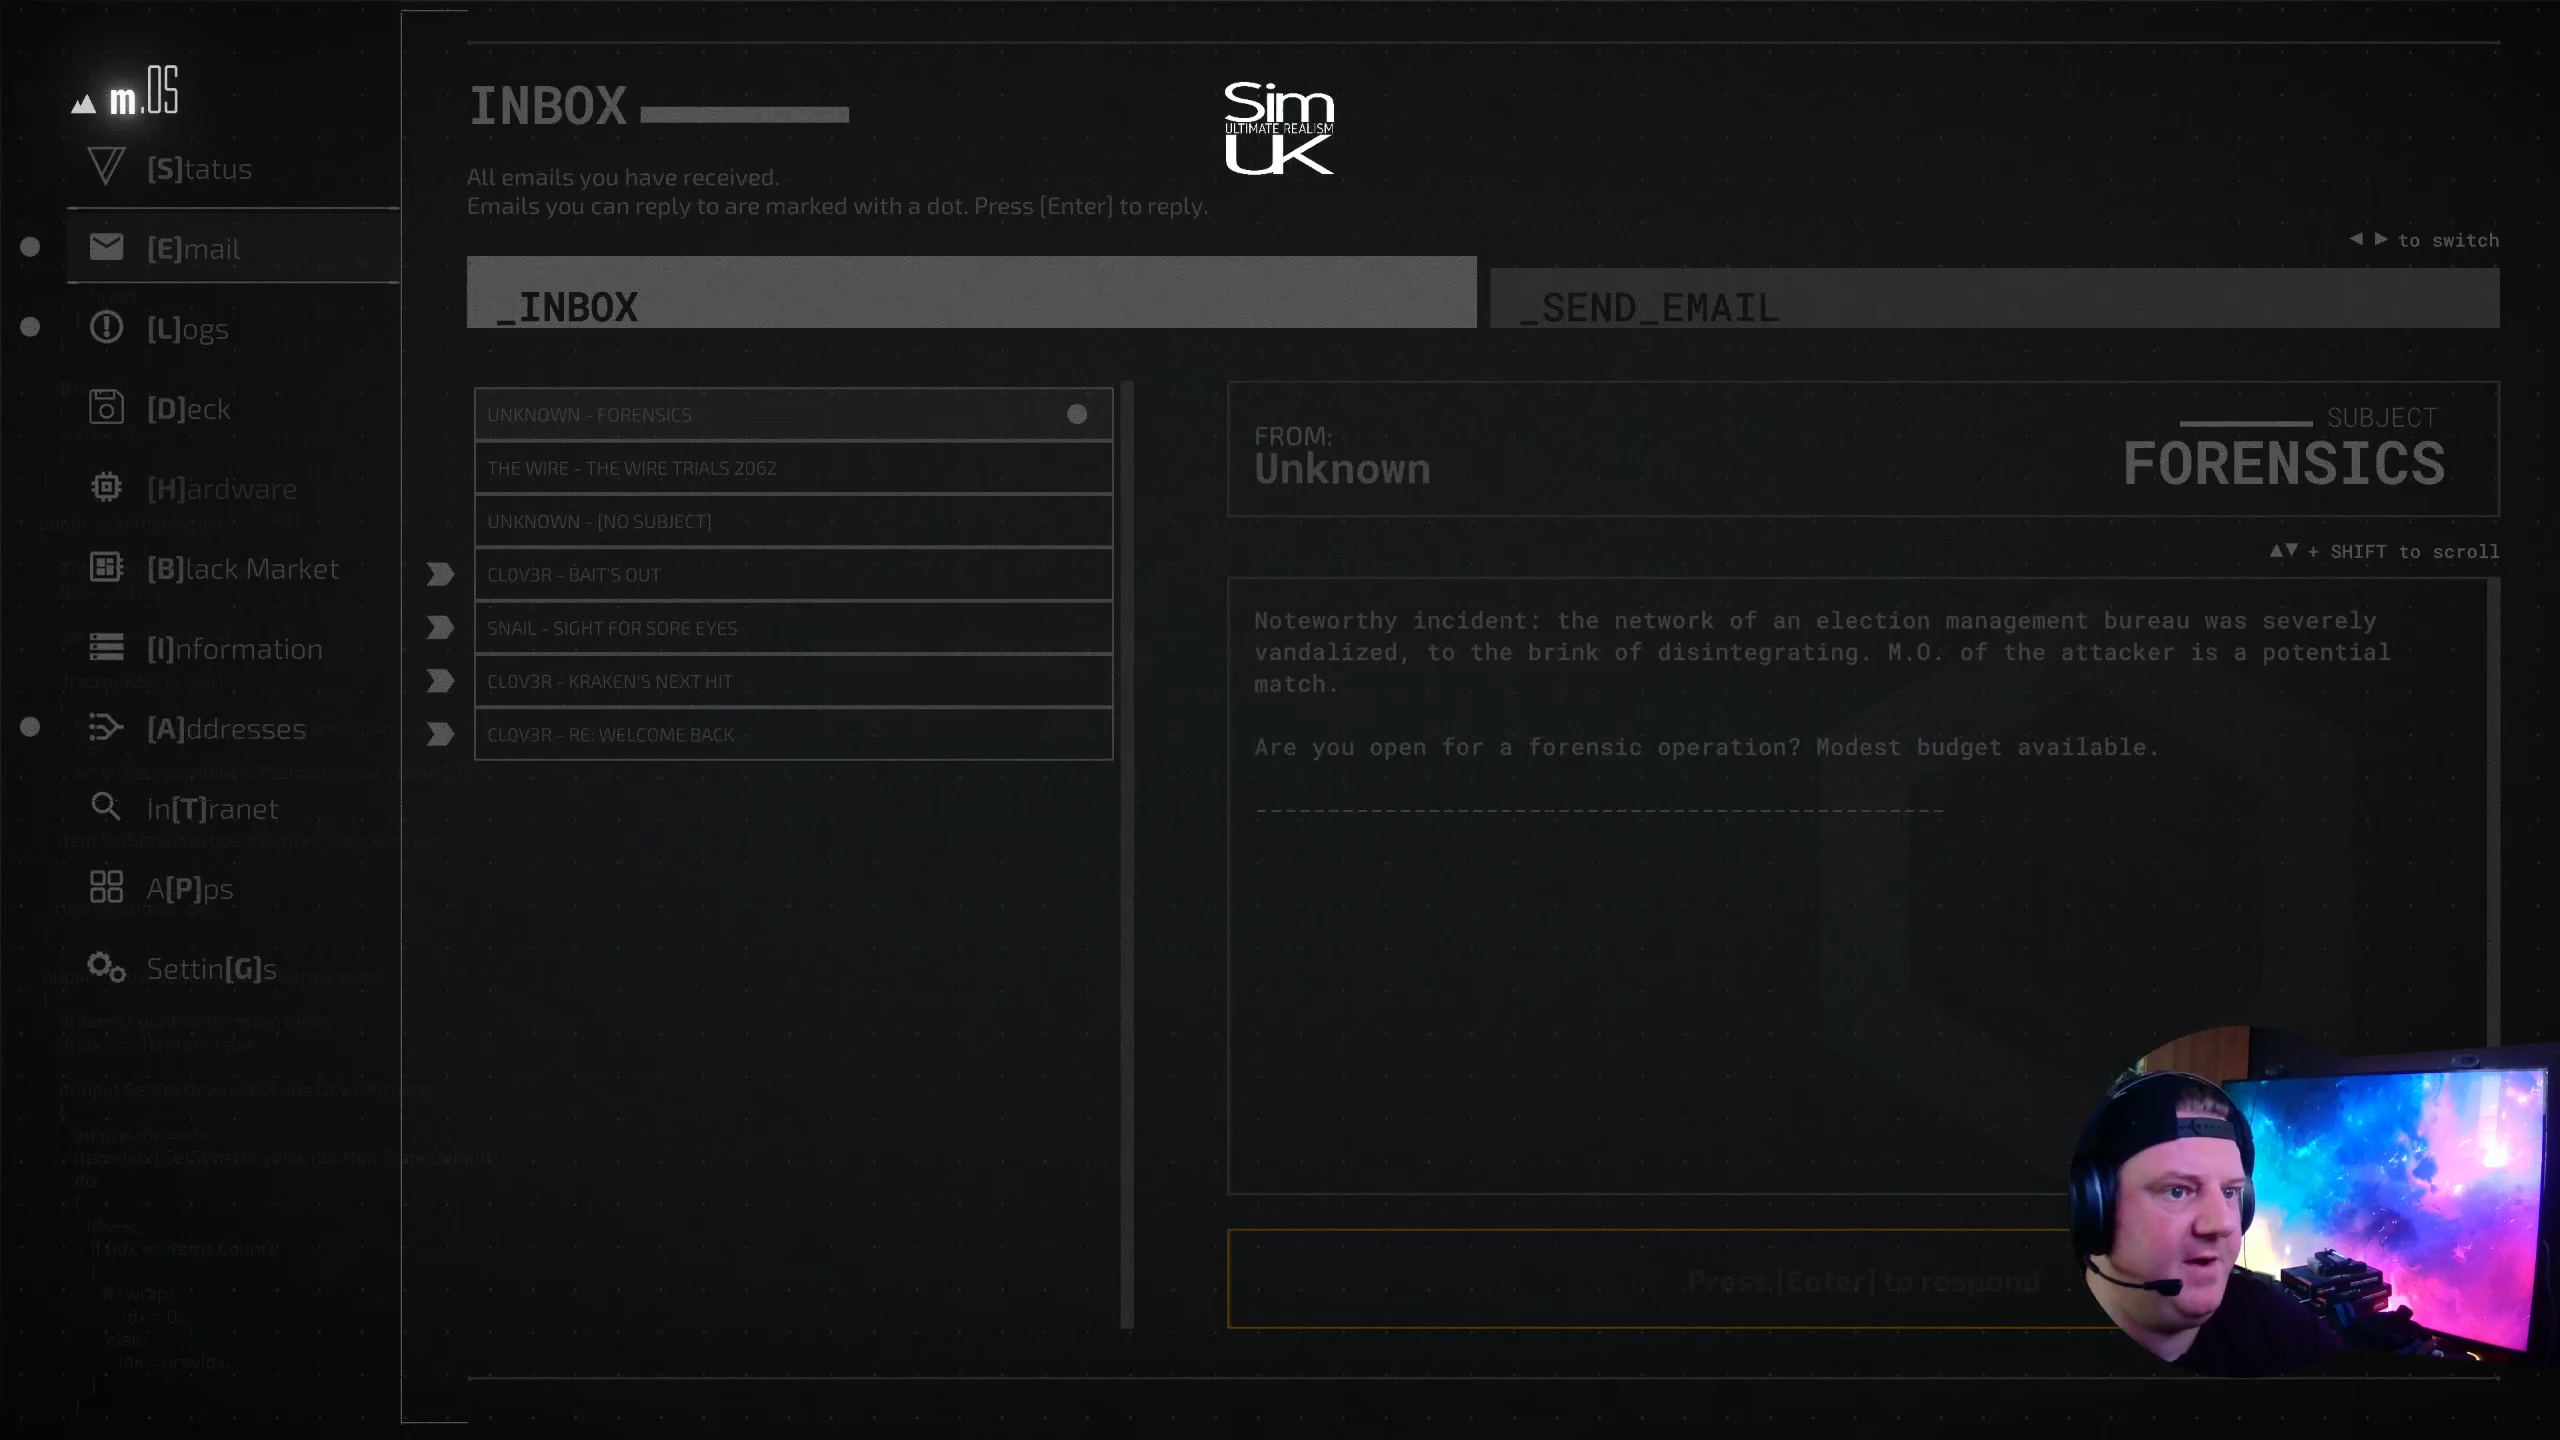 m.OS
[S]tatus
[E]mail
[L]ogs
[D]eck
[H]ardware
[B]lack Market
[I]nformation
[A]ddresses
In[T]ranet
A[P]ps
Settin[G]s
INBOX
Sim
ULTIMATE REALISM
UK
All emails you have received.
Emails you can reply to are marked with a dot. Press [Enter] to reply.
◀ ▶ to switch
_INBOX
_SEND_EMAIL
UNKNOWN - FORENSICS
THE WIRE - THE WIRE TRIALS 2062
UNKNOWN - [NO SUBJECT]
CL0V3R - BAIT'S OUT
SNAIL - SIGHT FOR SORE EYES
CL0V3R - KRAKEN'S NEXT HIT
CL0V3R - RE: WELCOME BACK
FROM:
Unknown
SUBJECT
FORENSICS
▲▼ + SHIFT to scroll
Noteworthy incident: the network of an election management bureau was severely
vandalized, to the brink of disintegrating. M.O. of the attacker is a potential
match.
Are you open for a forensic operation? Modest budget available.
------------------------------------------------
Press [Enter] to respond